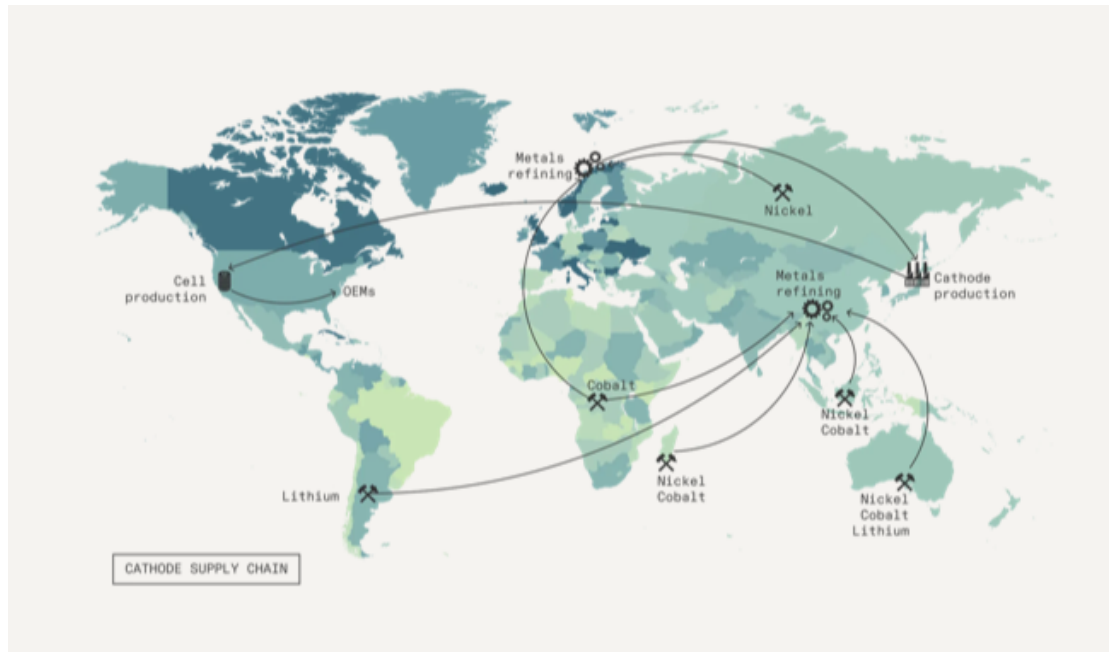 Metals
refining
Nickel
Cell
production
OEMs
Metals
refining
Cathode
production
Cobalt
Nickel
Cobalt
Lithium
Nickel
Cobalt
Nickel
Cobalt
Lithium
CATHODE SUPPLY CHAIN